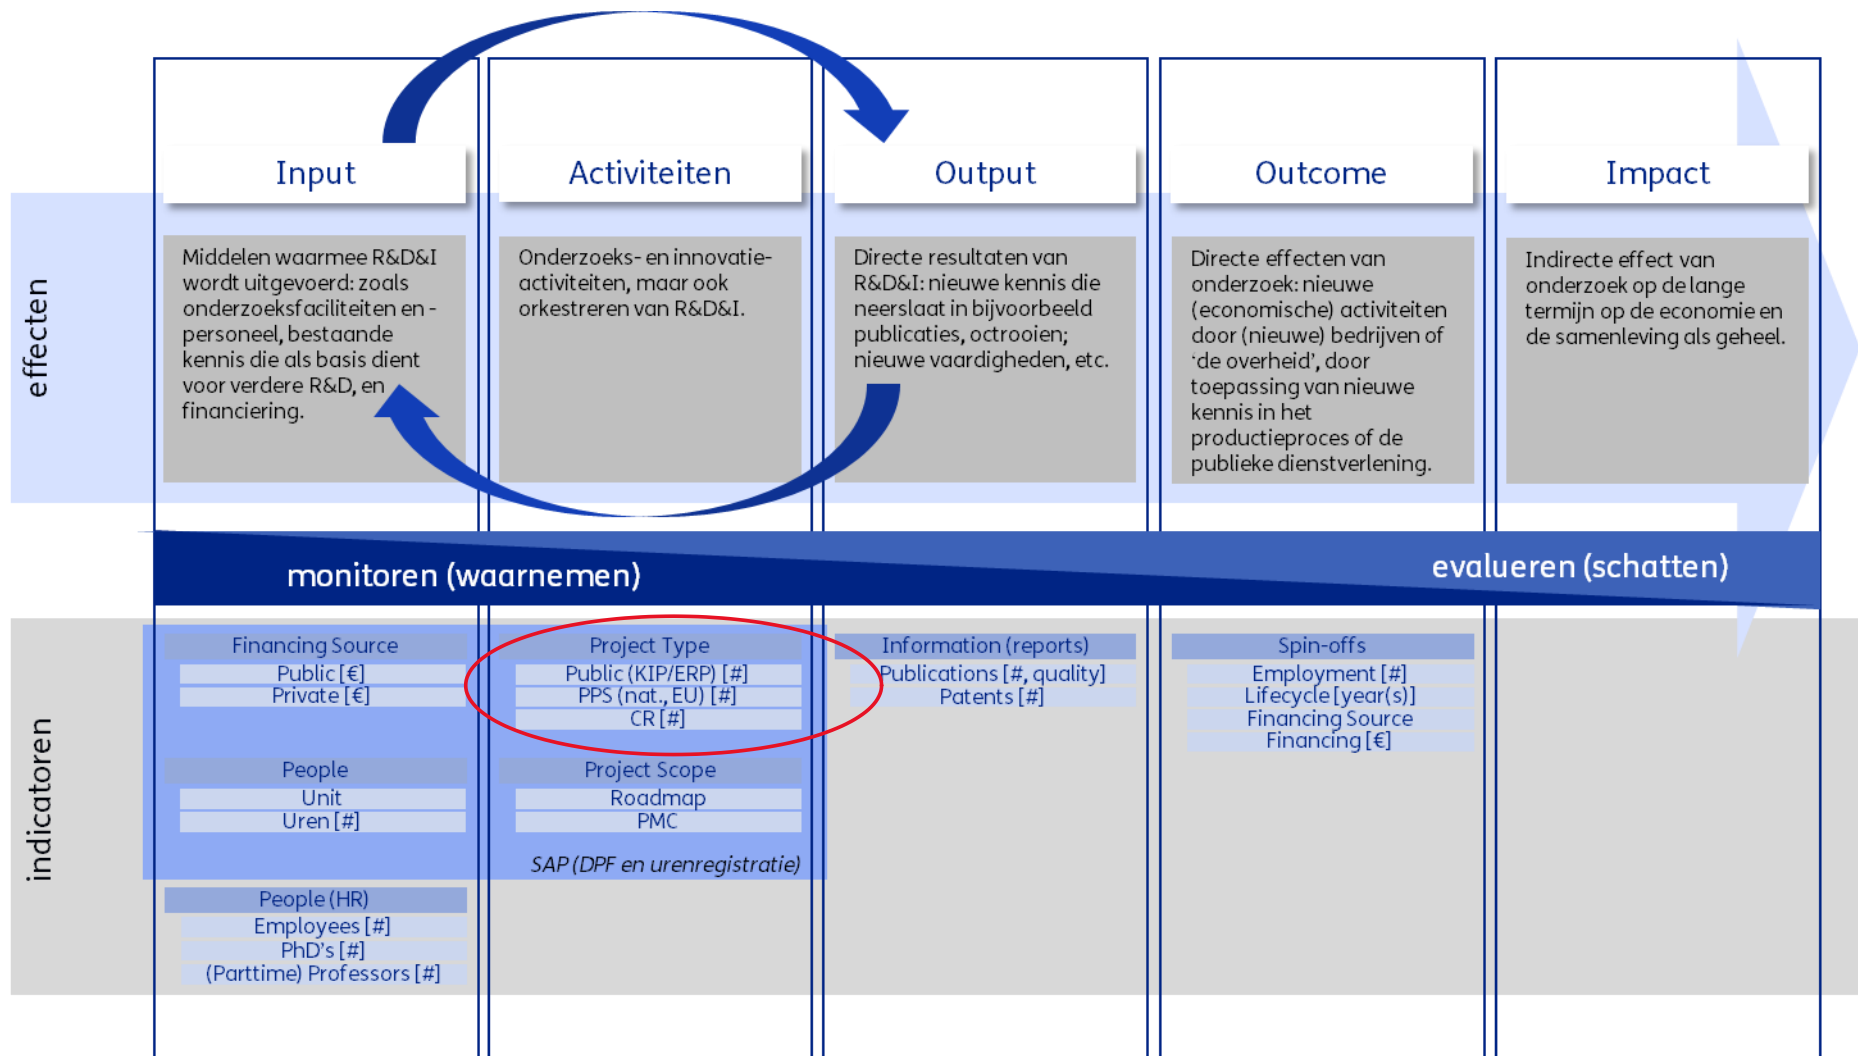 Input
Activiteiten
Output
Outcome
Impact
effecten
Middelen waarmee R&D&I
wordt uitgevoerd: zoals
onderzoeksfaciliteiten en -
personeel, bestaande
kennis die als basis dient
voor verdere R&D, en
financiering.
Onderzoeks- en innovatie-
activiteiten, maar ook
orkestreren van R&D&I.
Directe resultaten van
R&D&I: nieuwe kennis die
neerslaat in bijvoorbeeld
publicaties, octrooien;
nieuwe vaardigheden, etc.
Directe effecten van
onderzoek: nieuwe
(economische) activiteiten
door (nieuwe) bedrijven of
‘de overheid’, door
toepassing van nieuwe
kennis in het
productieproces of de
publieke dienstverlening.
Indirecte effect van
onderzoek op de lange
termijn op de economie en
de samenleving als geheel.
monitoren (waarnemen)
evalueren (schatten)
indicatoren
Financing Source
Public [€]
Private [€]
People
Unit
Uren [#]
People (HR)
Employees [#]
PhD's [#]
(Parttime) Professors [#]
Project Type
Public (KIP/ERP) [#]
PPS (nat., EU) [#]
CR [#]
Project Scope
Roadmap
PMC
SAP (DPF en urenregistratie)
Information (reports)
Publications [#, quality]
Patents [#]
Spin-offs
Employment [#]
Lifecycle [year(s)]
Financing Source
Financing [€]